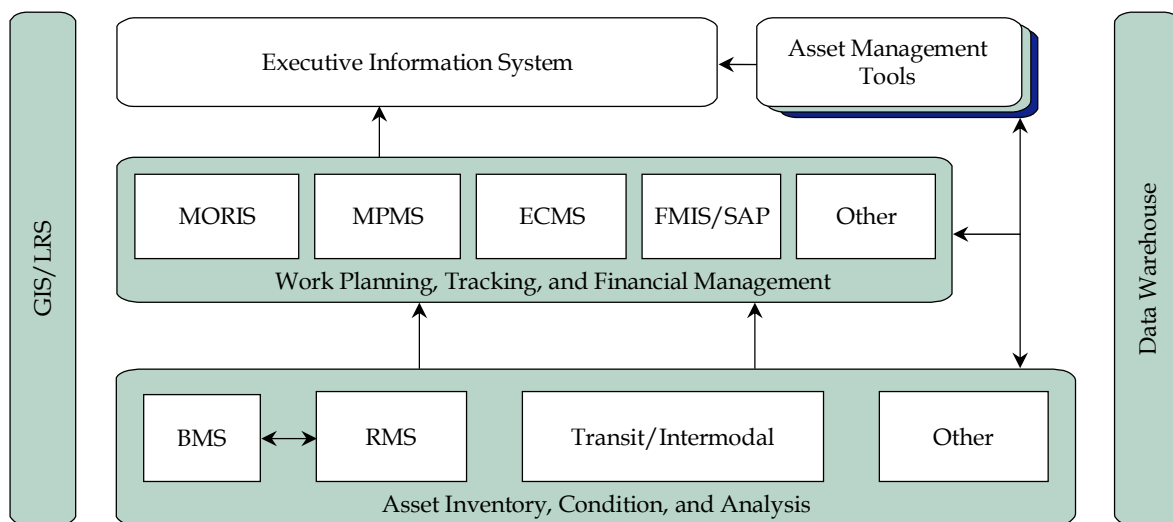 GIS/LRS
Executive Information System
Asset Management
Tools
MORIS
MPMS
ECMS
FMIS/SAP
Other
Work Planning, Tracking, and Financial Management
BMS
RMS
Transit/Intermodal
Other
Asset Inventory, Condition, and Analysis
Data Warehouse